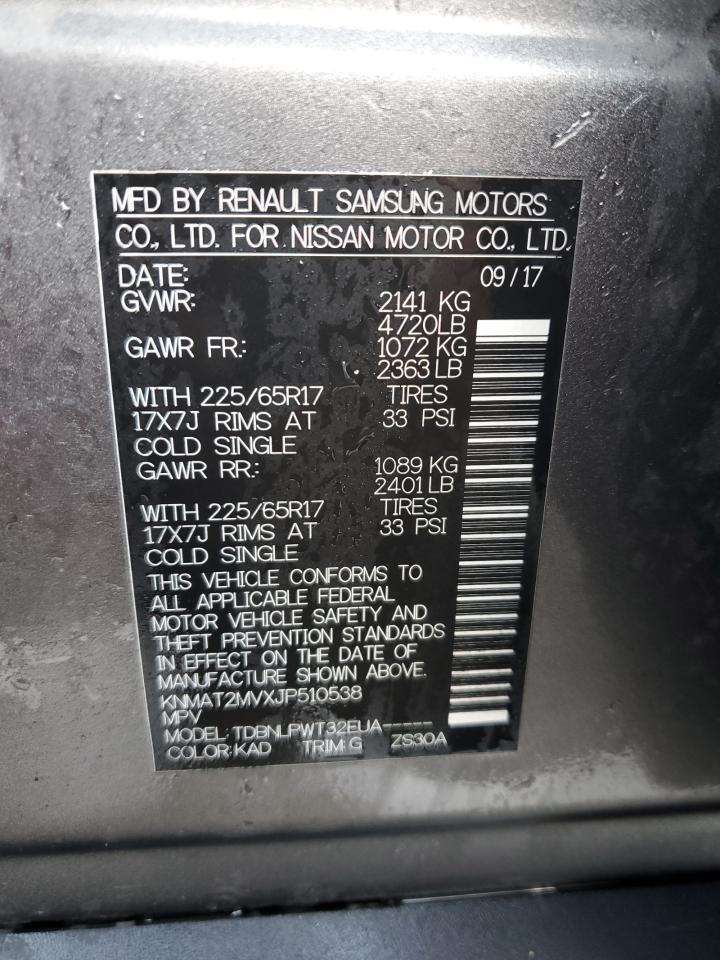 MFD BY RENAULT SAMSUNG MOTORS
CO., LTD. FOR NISSAN MOTOR CO., LTD.
DATE: 09/17
GVWR: 2141 KG
4720LB
GAWR FR.: 1072 KG
2363 LB
WITH 225/65R17 TIRES
17X7J RIMS AT 33 PSI
COLD SINGLE
GAWR RR.: 1089 KG
2401 LB
WITH 225/65R17 TIRES
17X7J RIMS AT 33 PSI
COLD SINGLE
THIS VEHICLE CONFORMS TO
ALL APPLICABLE FEDERAL
MOTOR VEHICLE SAFETY AND
THEFT PREVENTION STANDARDS
IN EFFECT ON THE DATE OF
MANUFACTURE SHOWN ABOVE.
KNMAT2MVXJP510538
MPV
MODEL: TDBNLPWT32EUA-----
COLOR: KAD TRIM: G ZS30A